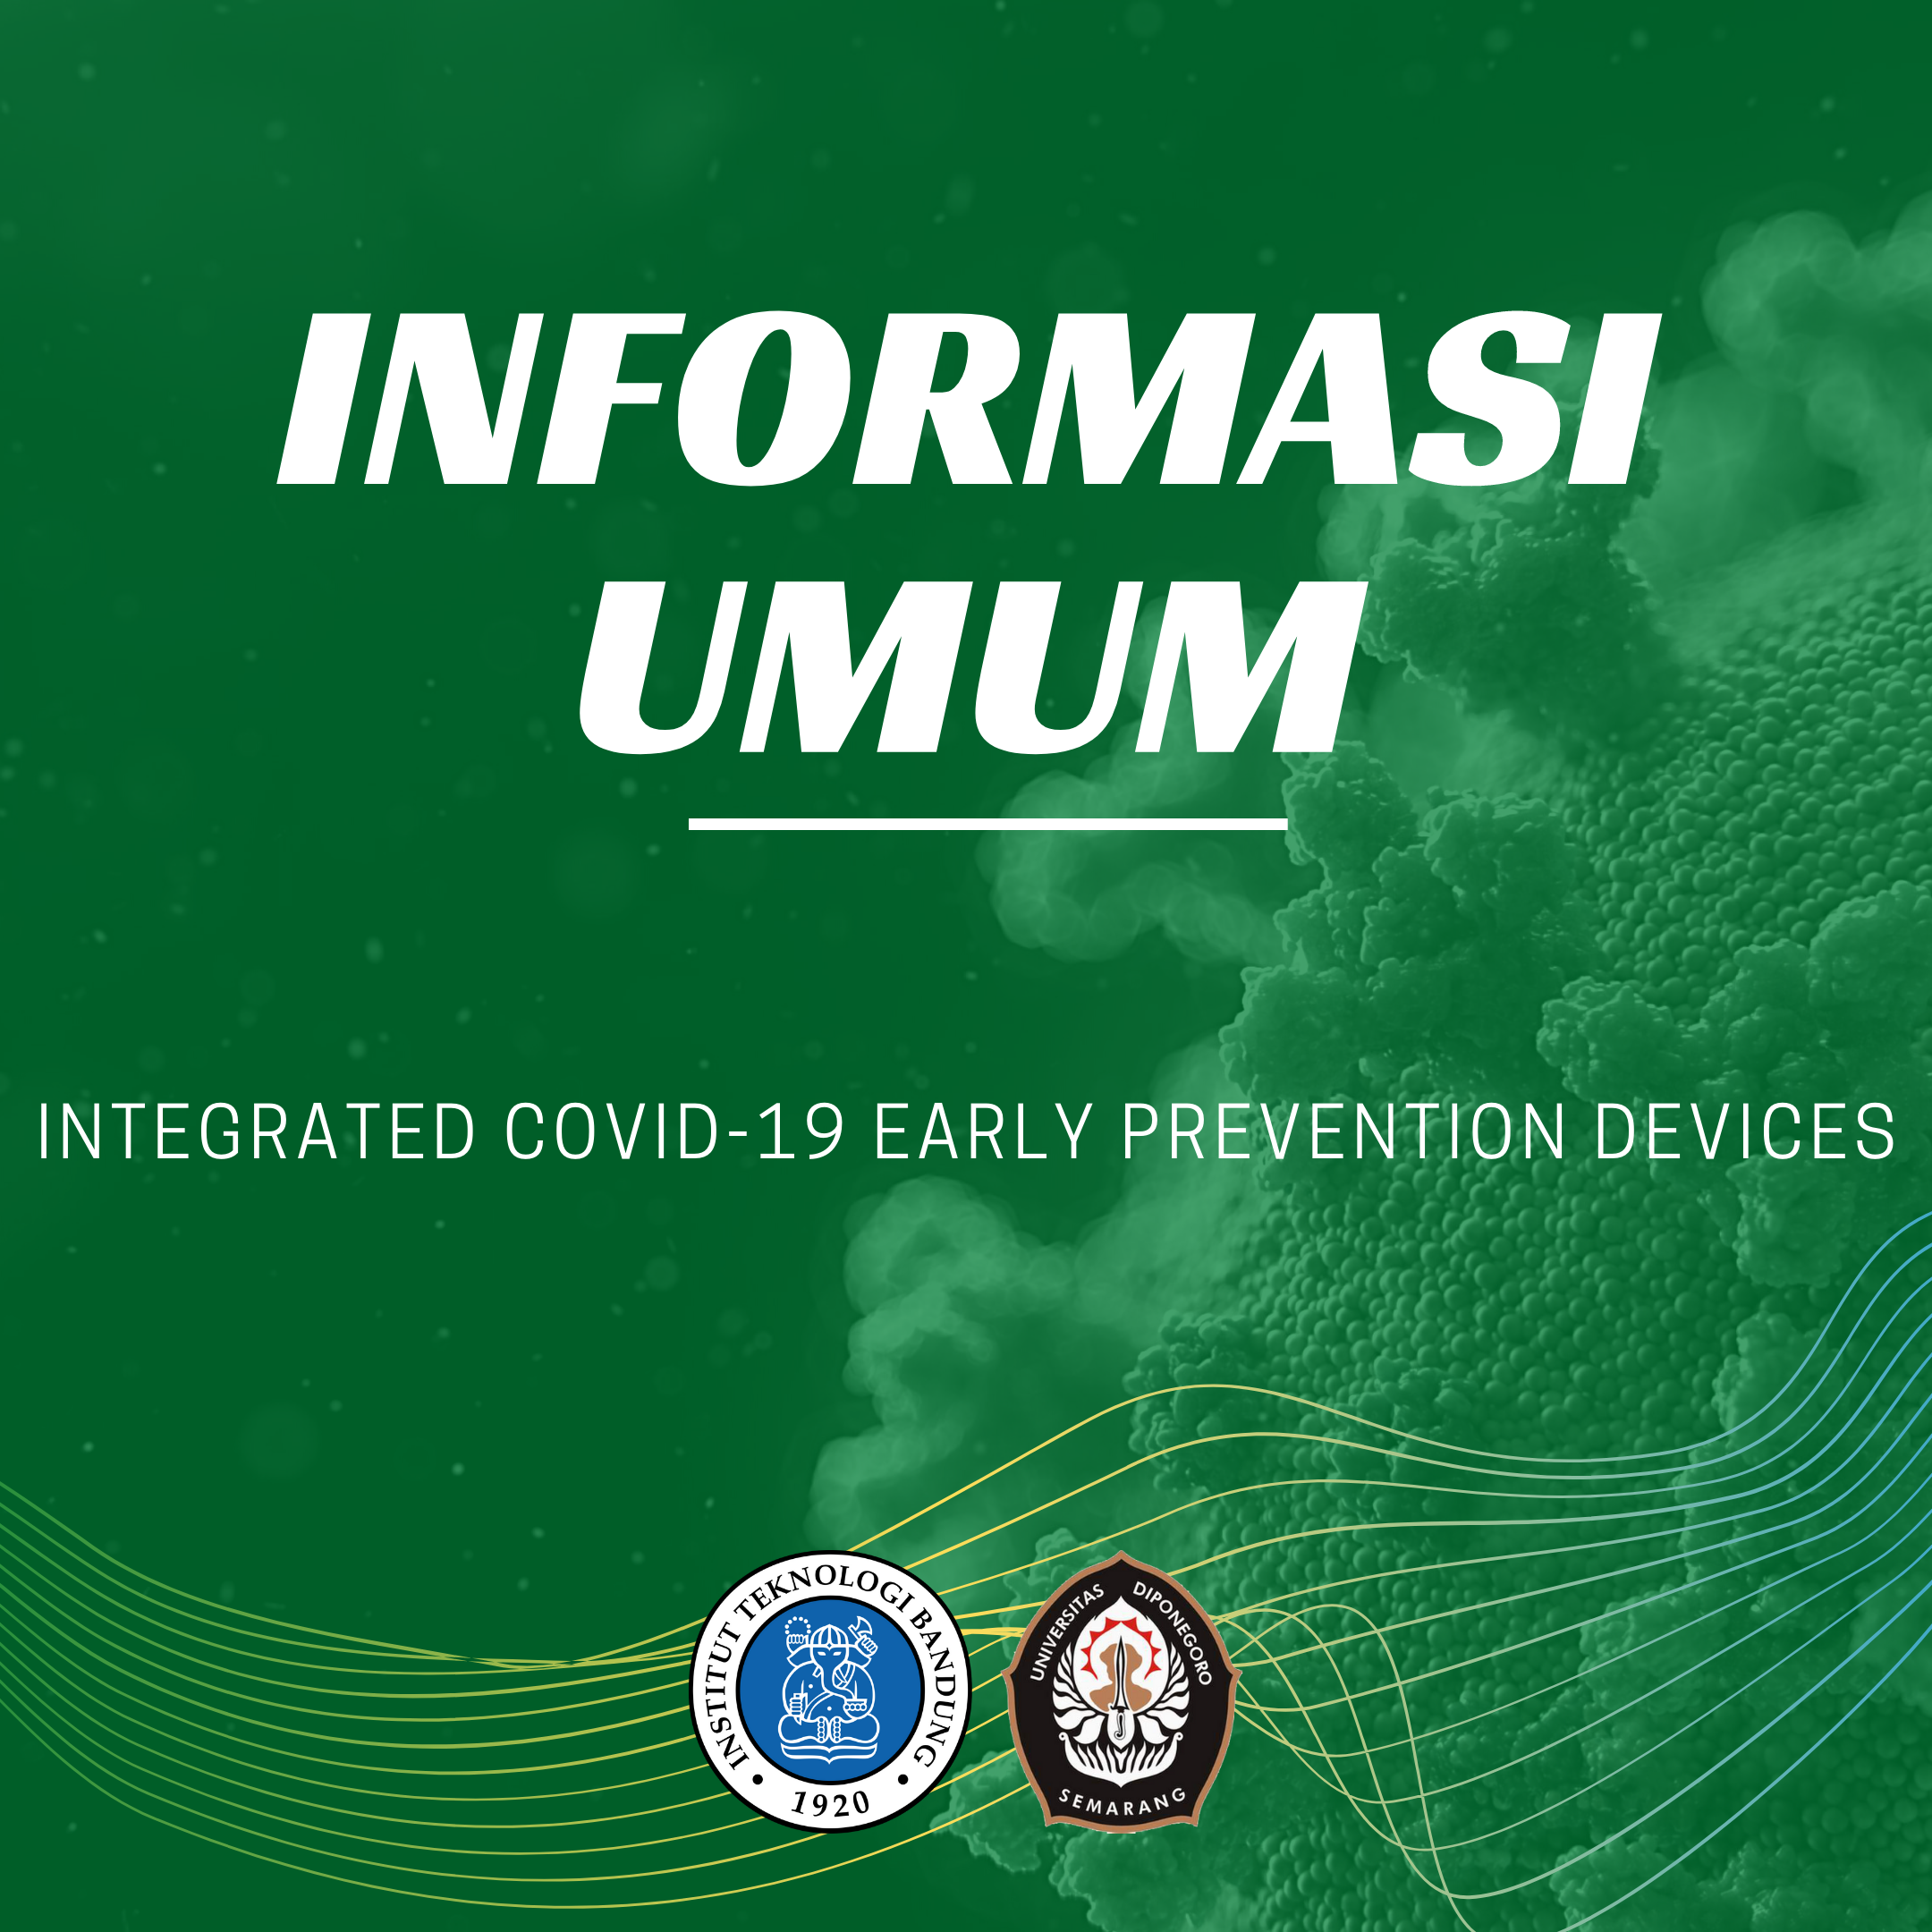 INFORMASI
UMUM
INTEGRATED COVID-19 EARLY PREVENTION DEVICES
INSTITUT TEKNOLOGI BANDUNG
1920
UNIVERSITAS DIPONEGORO
SEMARANG